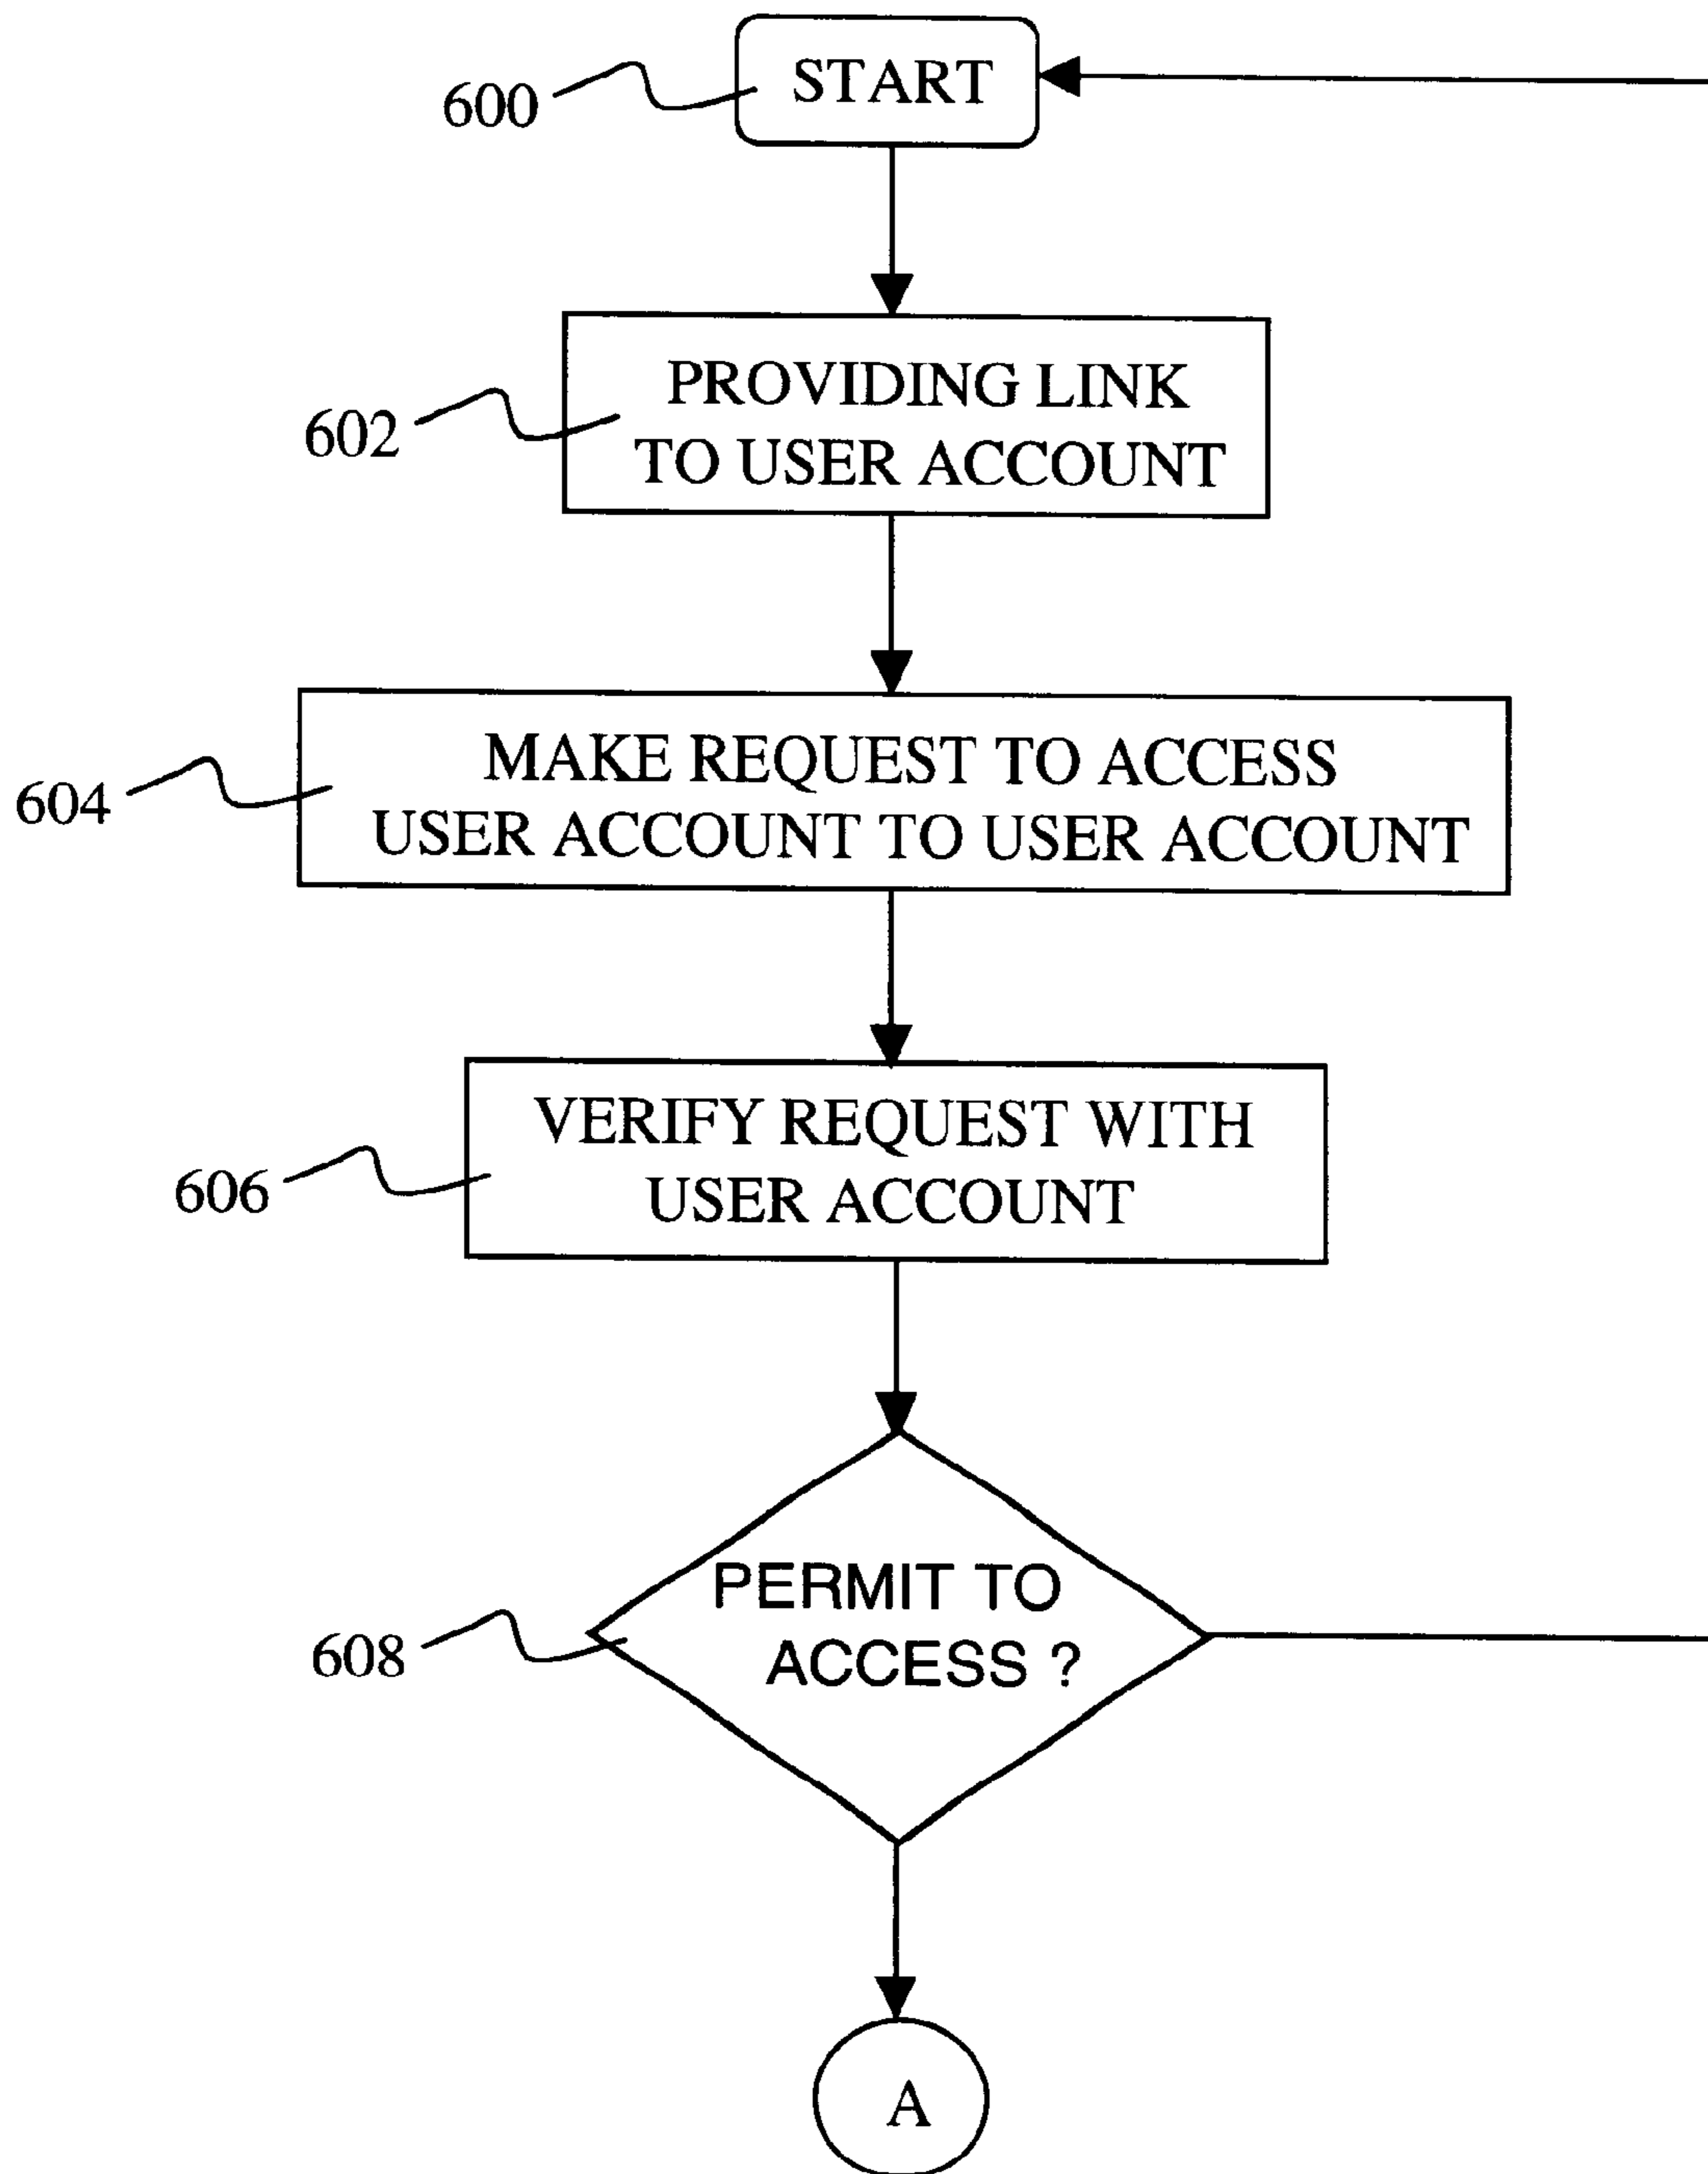 START
600
PROVIDING LINK
TO USER ACCOUNT
602
MAKE REQUEST TO ACCESS
USER ACCOUNT TO USER ACCOUNT
604
VERIFY REQUEST WITH
USER ACCOUNT
606
PERMIT TO
ACCESS ?
608
A